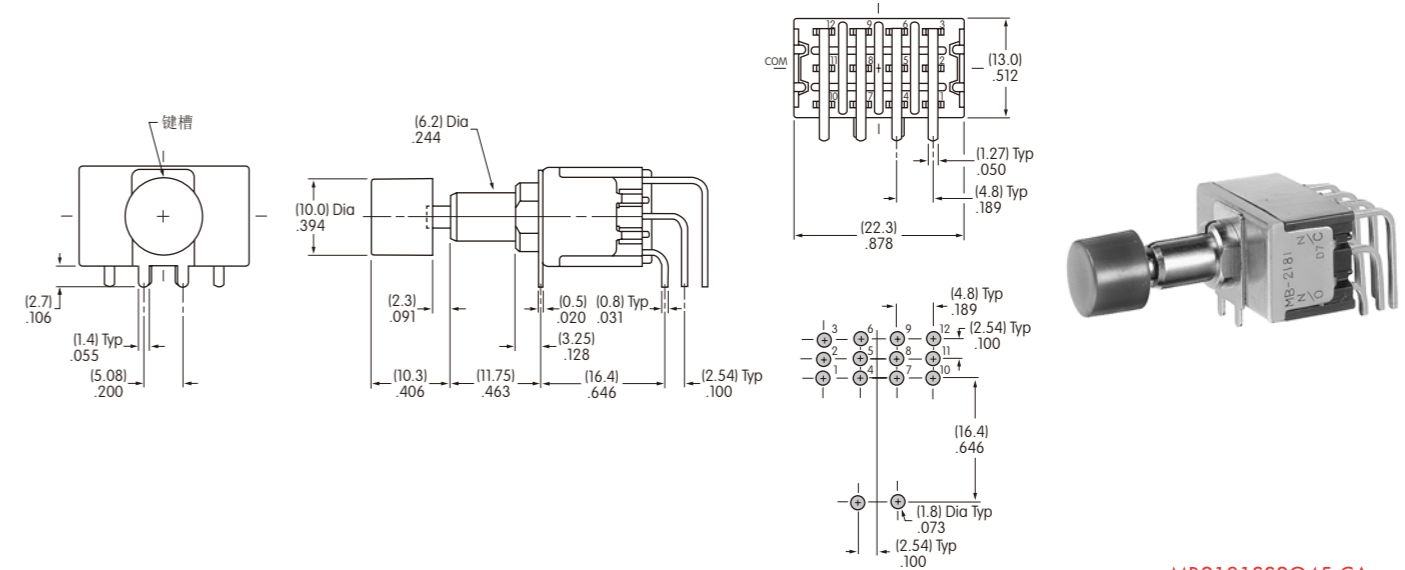 键槽
(2.7)
.106
(1.4) Typ
.055
(5.08)
.200
(6.2) Dia
.244
(10.0) Dia
.394
(2.3)
.091
(0.5)
.020
(0.8) Typ
.031
(3.25)
.128
(10.3)
.406
(11.75)
.463
(16.4)
.646
(2.54) Typ
.100
12 9 6 3
COM
11 8 5 2
10 7 4 1
(13.0)
.512
(1.27) Typ
.050
(4.8) Typ
.189
(22.3)
.878
(4.8) Typ
.189
(2.54) Typ
.100
3 6 9 12
2 5 8 11
1 4 7 10
(16.4)
.646
(1.8) Dia Typ
.073
(2.54) Typ
.100
MB-2181
N/C
N/O
D7